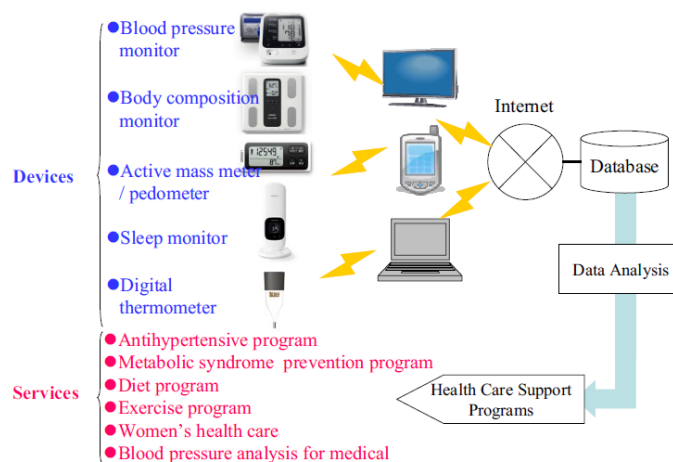 ●Blood pressure
monitor
●Body composition
monitor
●Active mass meter
/ pedometer
●Sleep monitor
●Digital
thermometer
Devices
12549
Internet
Database
Data Analysis
Health Care Support
Programs
Services
●Antihypertensive program
●Metabolic syndrome prevention program
●Diet program
●Exercise program
●Women's health care
●Blood pressure analysis for medical